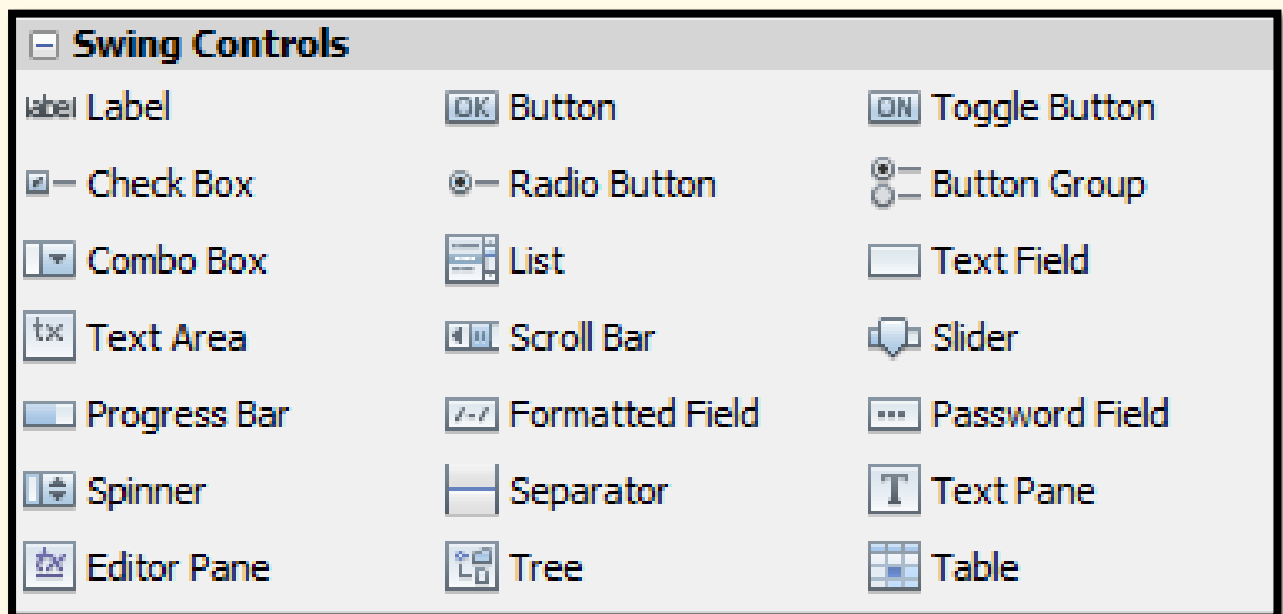 Swing Controls
label Label OK Button ON Toggle Button
Check Box Radio Button Button Group
Combo Box List Text Field
tx Text Area Scroll Bar Slider
Progress Bar Formatted Field Password Field
Spinner Separator T Text Pane
tx Editor Pane Tree Table